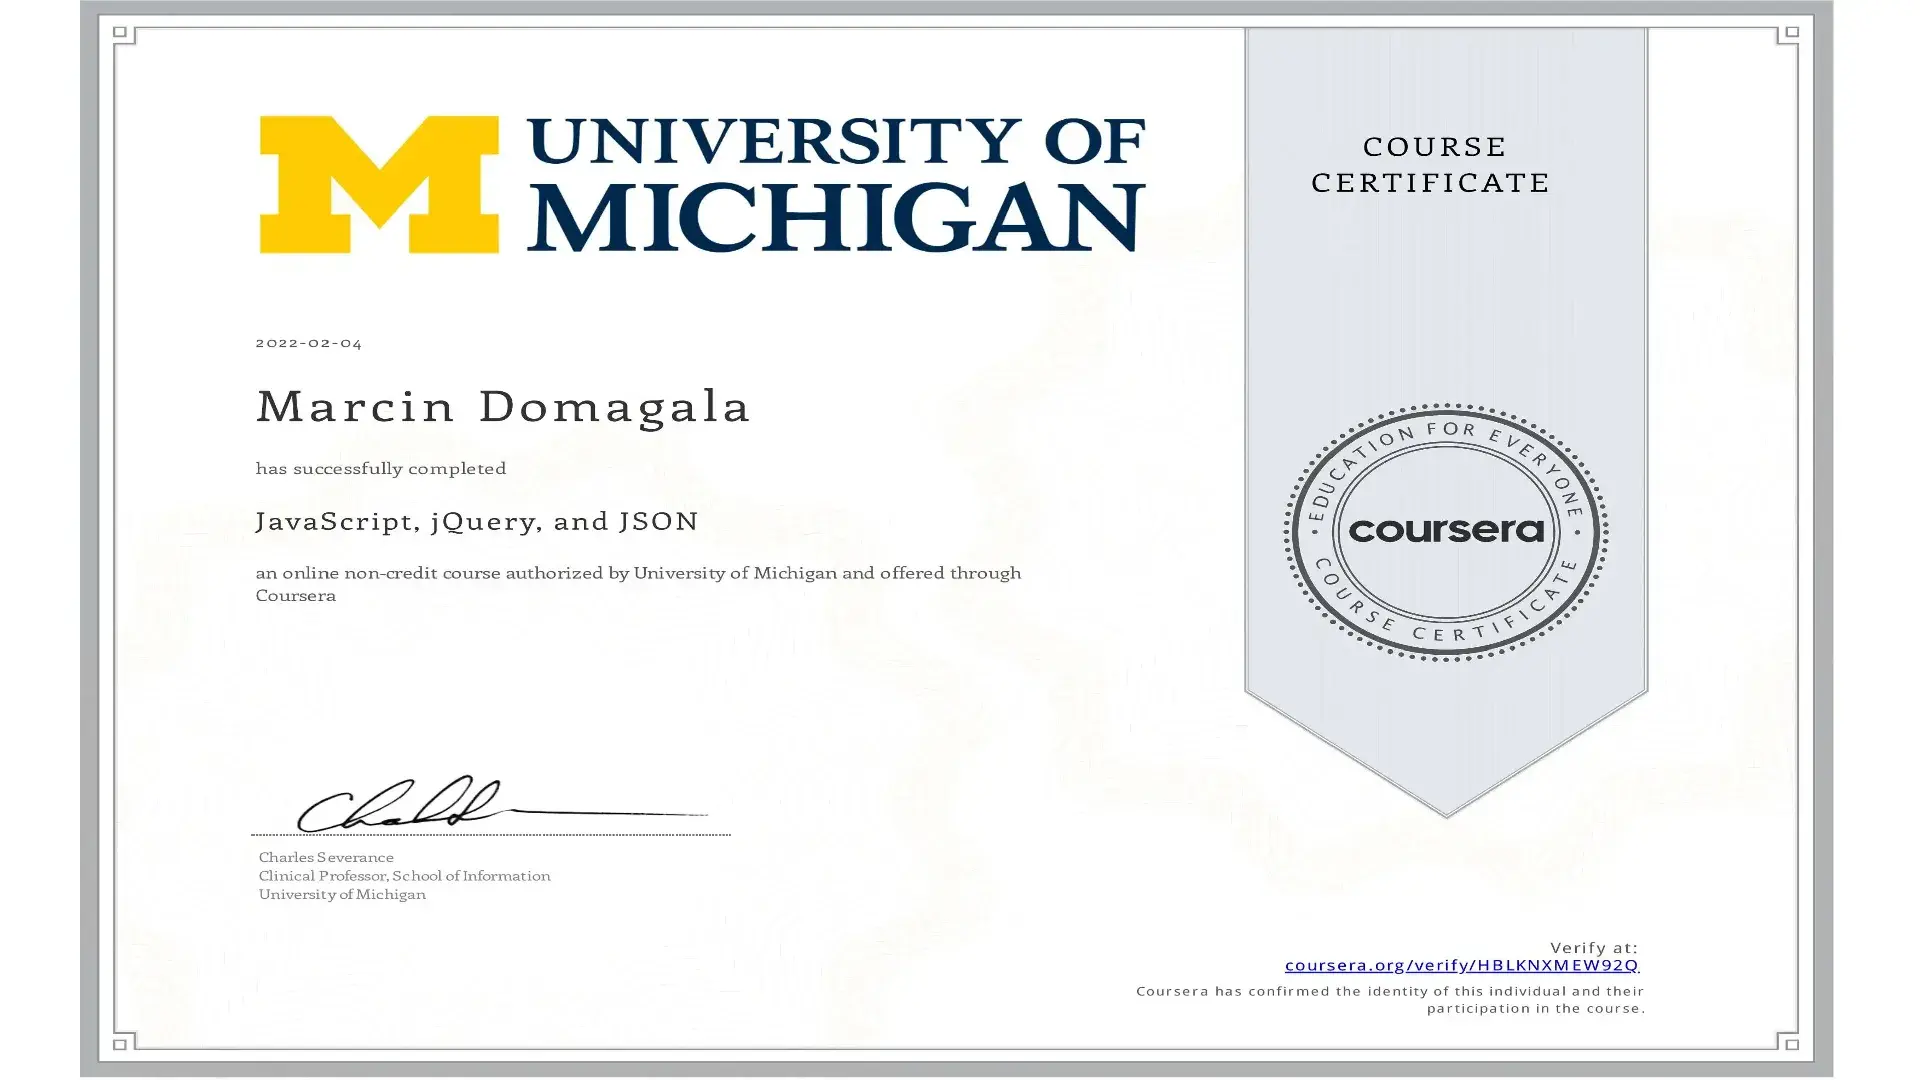 UNIVERSITY OF
MICHIGAN
COURSE
CERTIFICATE
2022-02-04
Marcin Domagala
has successfully completed
JavaScript, jQuery, and JSON
an online non-credit course authorized by University of Michigan and offered through
Coursera
EDUCATION FOR EVERYONE
coursera
COURSE CERTIFICATE
Charles Severance
Clinical Professor, School of Information
University of Michigan
Verify at:
coursera.org/verify/HBLKNXMEW92Q
Coursera has confirmed the identity of this individual and their
participation in the course.